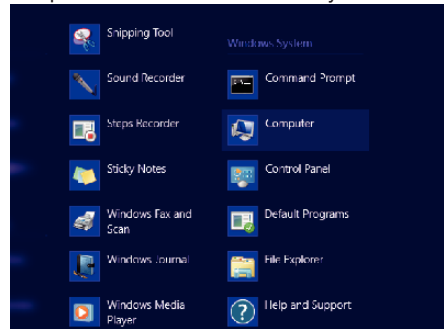 Snipping Tool
Sound Recorder
Steps Recorder
Sticky Notes
Windows Fax and
Scan
Windows Journal
Windows Media
Player
Windows System
Command Prompt
Computer
Control Panel
Default Programs
File Explorer
Help and Support